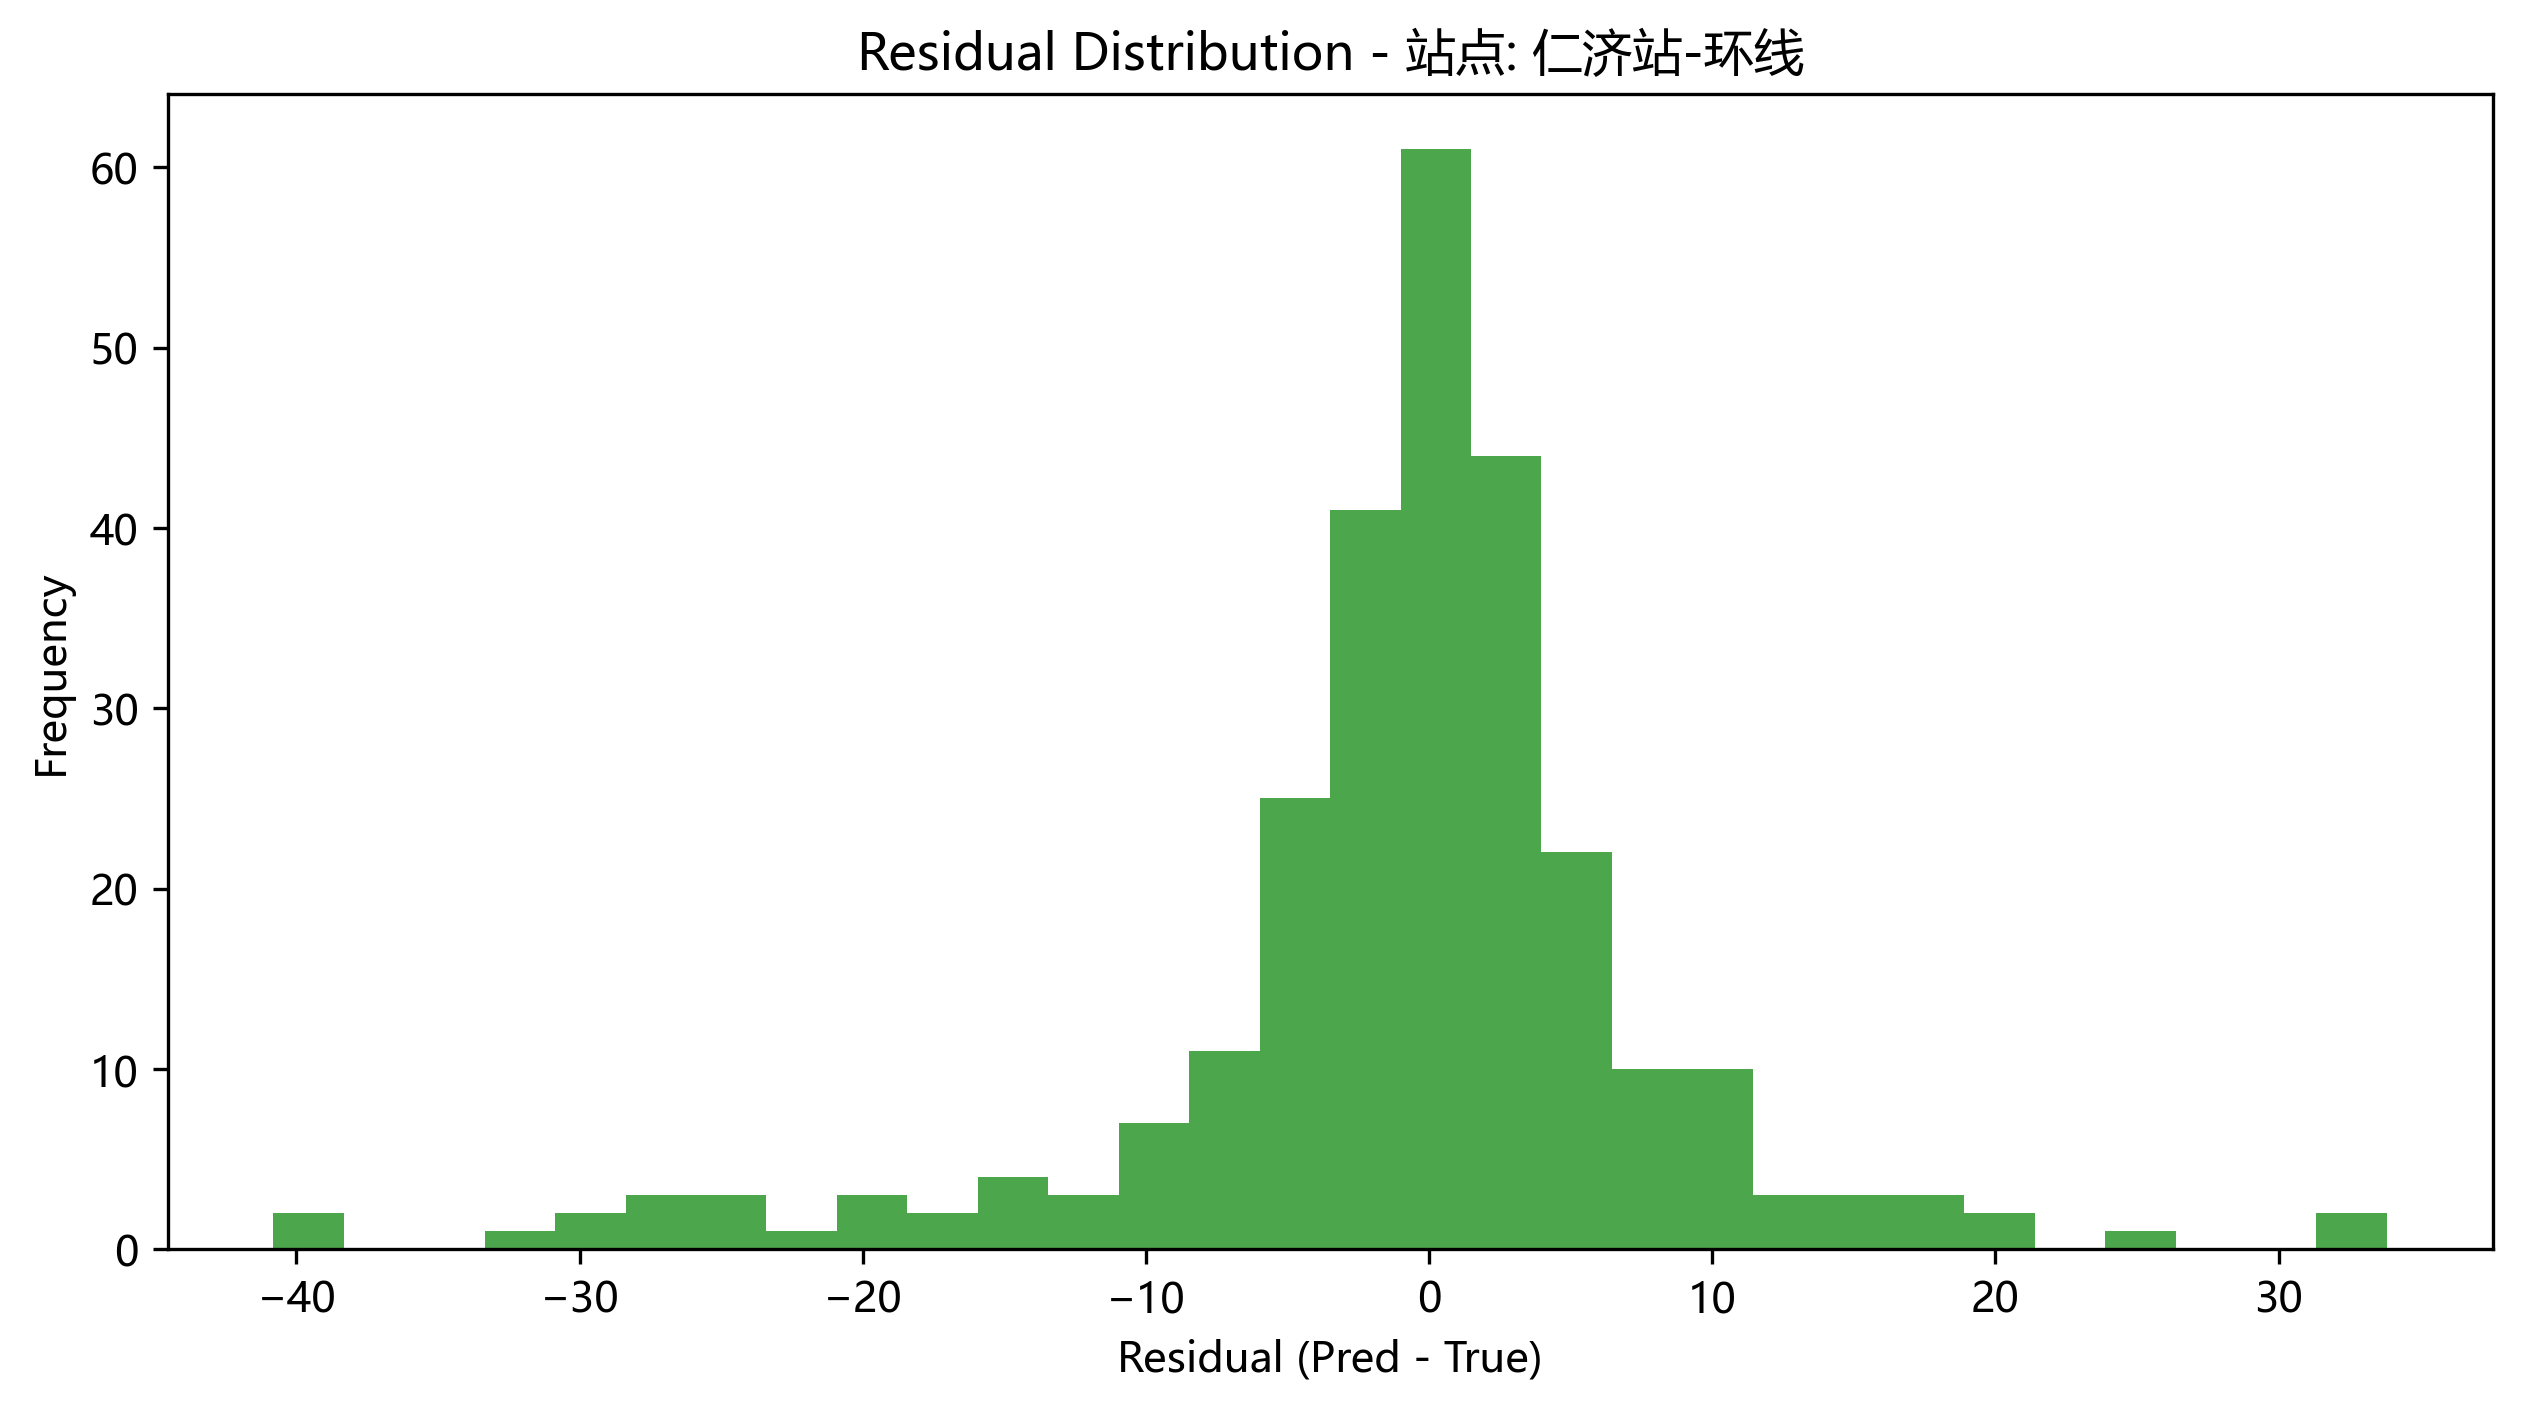 Residual Distribution - 站点: 仁济站-环线
60
50
40
30
20
10
0
Frequency
−40 −30 −20 −10 0 10 20 30
Residual (Pred - True)